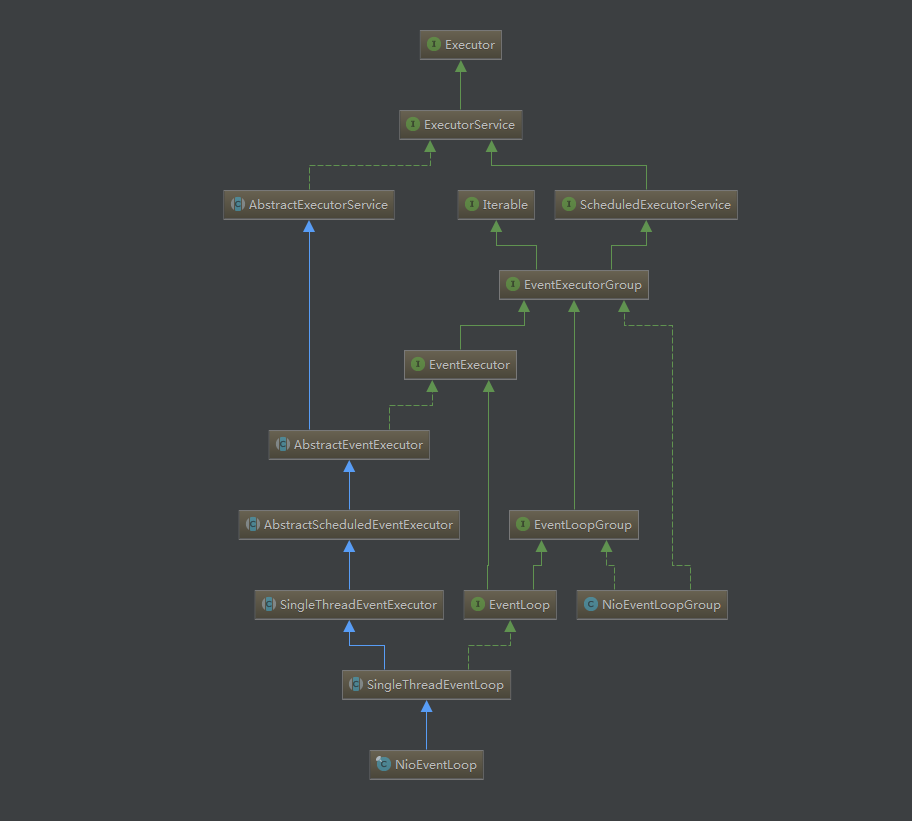 Executor
ExecutorService
AbstractExecutorService
Iterable
ScheduledExecutorService
EventExecutorGroup
EventExecutor
AbstractEventExecutor
AbstractScheduledEventExecutor
EventLoopGroup
SingleThreadEventExecutor
EventLoop
NioEventLoopGroup
SingleThreadEventLoop
NioEventLoop